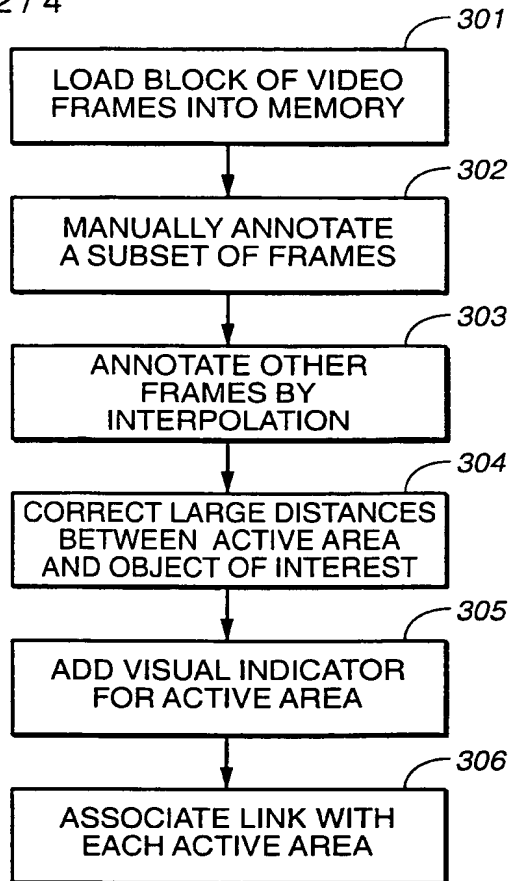 2/4
301
LOAD BLOCK OF VIDEO
FRAMES INTO MEMORY
302
MANUALLY ANNOTATE
A SUBSET OF FRAMES
303
ANNOTATE OTHER
FRAMES BY
INTERPOLATION
304
CORRECT LARGE DISTANCES
BETWEEN ACTIVE AREA
AND OBJECT OF INTEREST
305
ADD VISUAL INDICATOR
FOR ACTIVE AREA
306
ASSOCIATE LINK WITH
EACH ACTIVE AREA